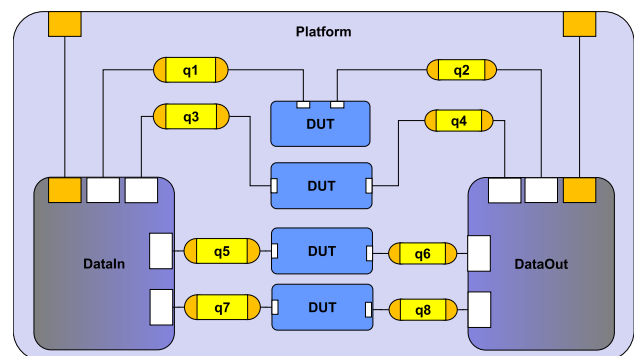 Platform
q1
q2
DUT
q3
q4
DUT
DataIn
q5
DUT
q6
DataOut
q7
DUT
q8